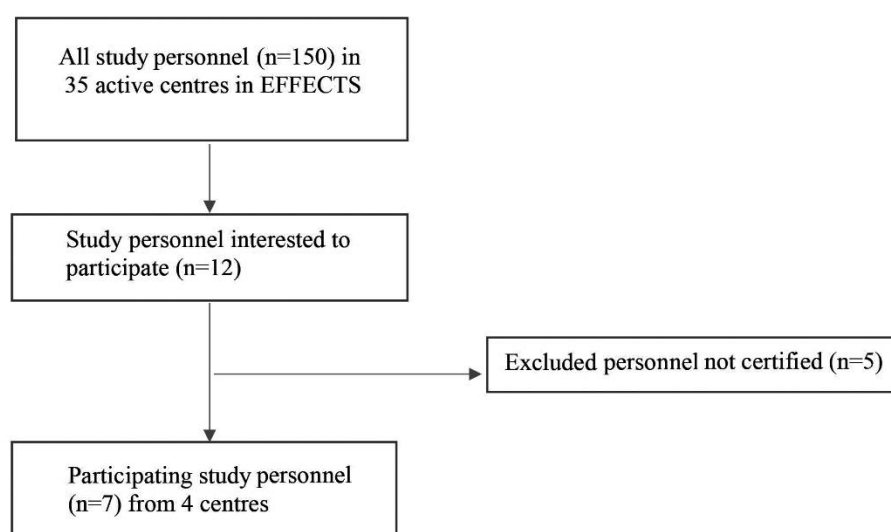 All study personnel (n=150) in
35 active centres in EFFECTS
Study personnel interested to
participate (n=12)
Excluded personnel not certified (n=5)
Participating study personnel
(n=7) from 4 centres